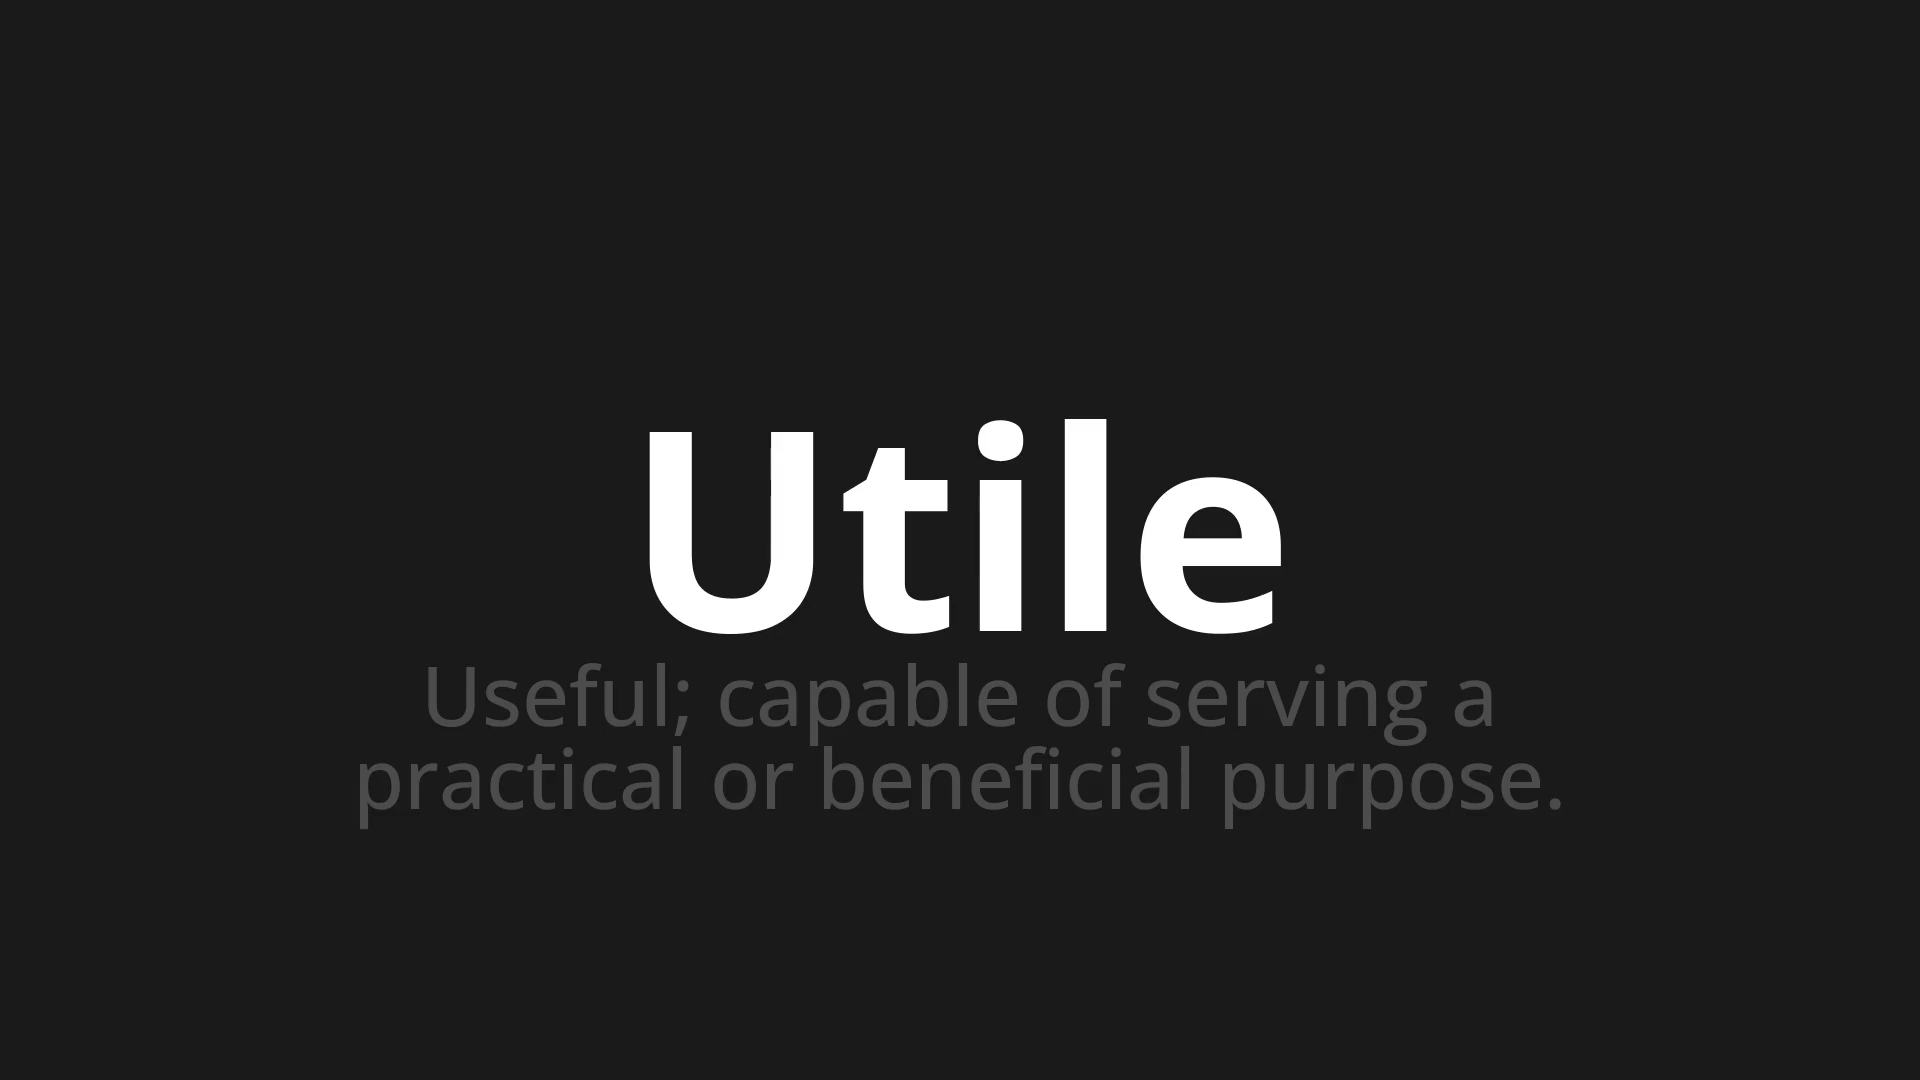 Utile
Useful; capable of serving a
practical or beneficial purpose.